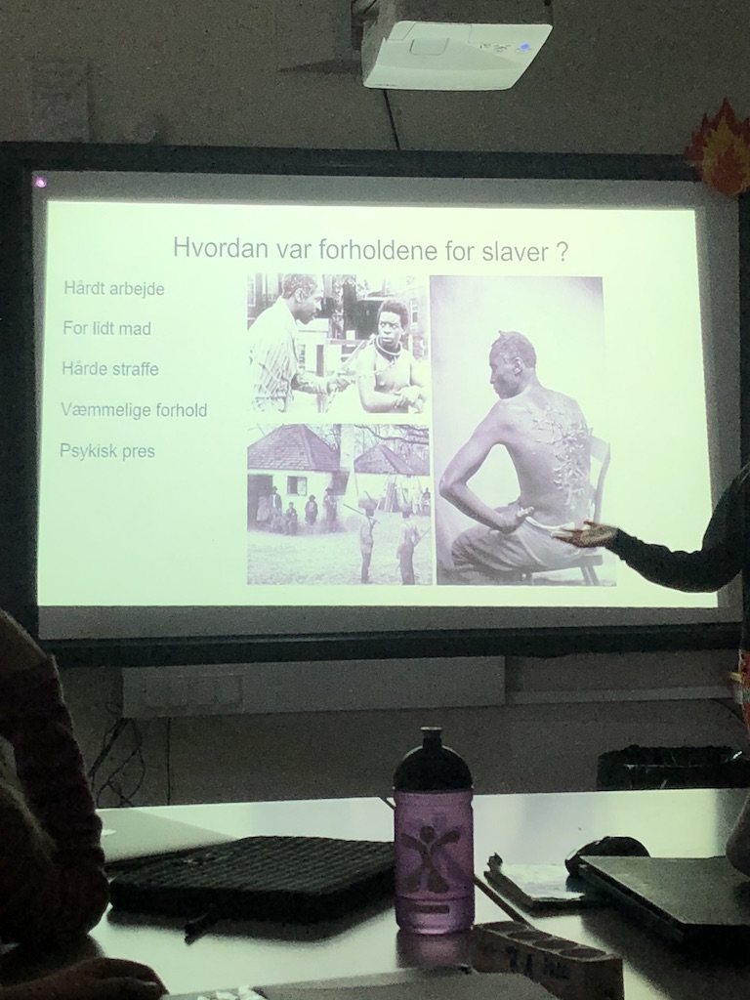 Hvordan var forholdene for slaver ?
Hårdt arbejde
For lidt mad
Hårde straffe
Væmmelige forhold
Psykisk pres